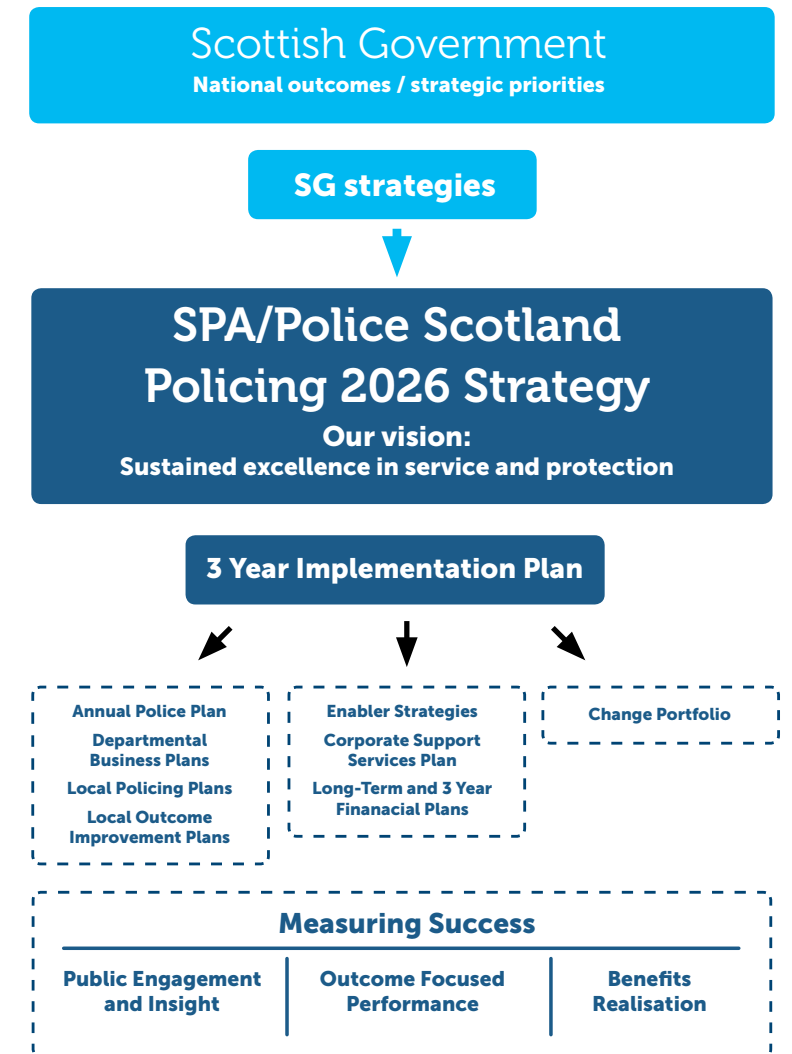 Scottish Government
National outcomes / strategic priorities
SG strategies
SPA/Police Scotland
Policing 2026 Strategy
Our vision:
Sustained excellence in service and protection
3 Year Implementation Plan
Annual Police Plan
Departmental
Business Plans
Local Policing Plans
Local Outcome
Improvement Plans
Enabler Strategies
Corporate Support
Services Plan
Long-Term and 3 Year
Finanacial Plans
Change Portfolio
Measuring Success
Public Engagement
and Insight
Outcome Focused
Performance
Benefits
Realisation